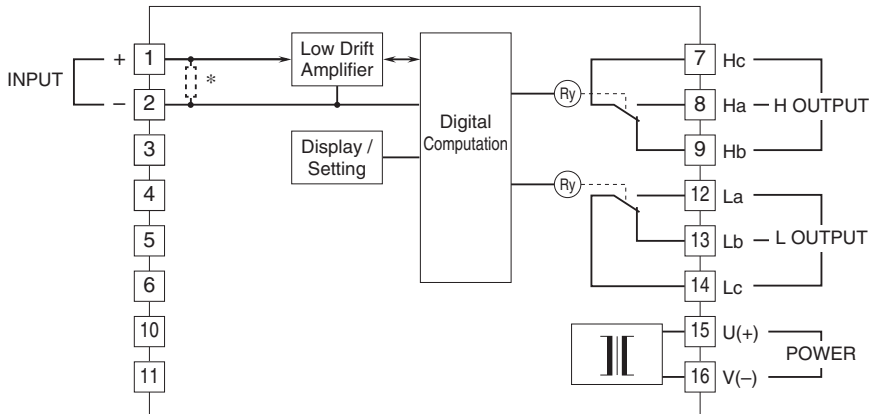 INPUT
+
−
1
2
3
4
5
6
10
11
*
Low Drift
Amplifier
Display /
Setting
Digital
Computation
Ry
Ry
7 Hc
8 Ha
9 Hb
H OUTPUT
12 La
13 Lb
14 Lc
L OUTPUT
15 U(+)
16 V(–)
POWER